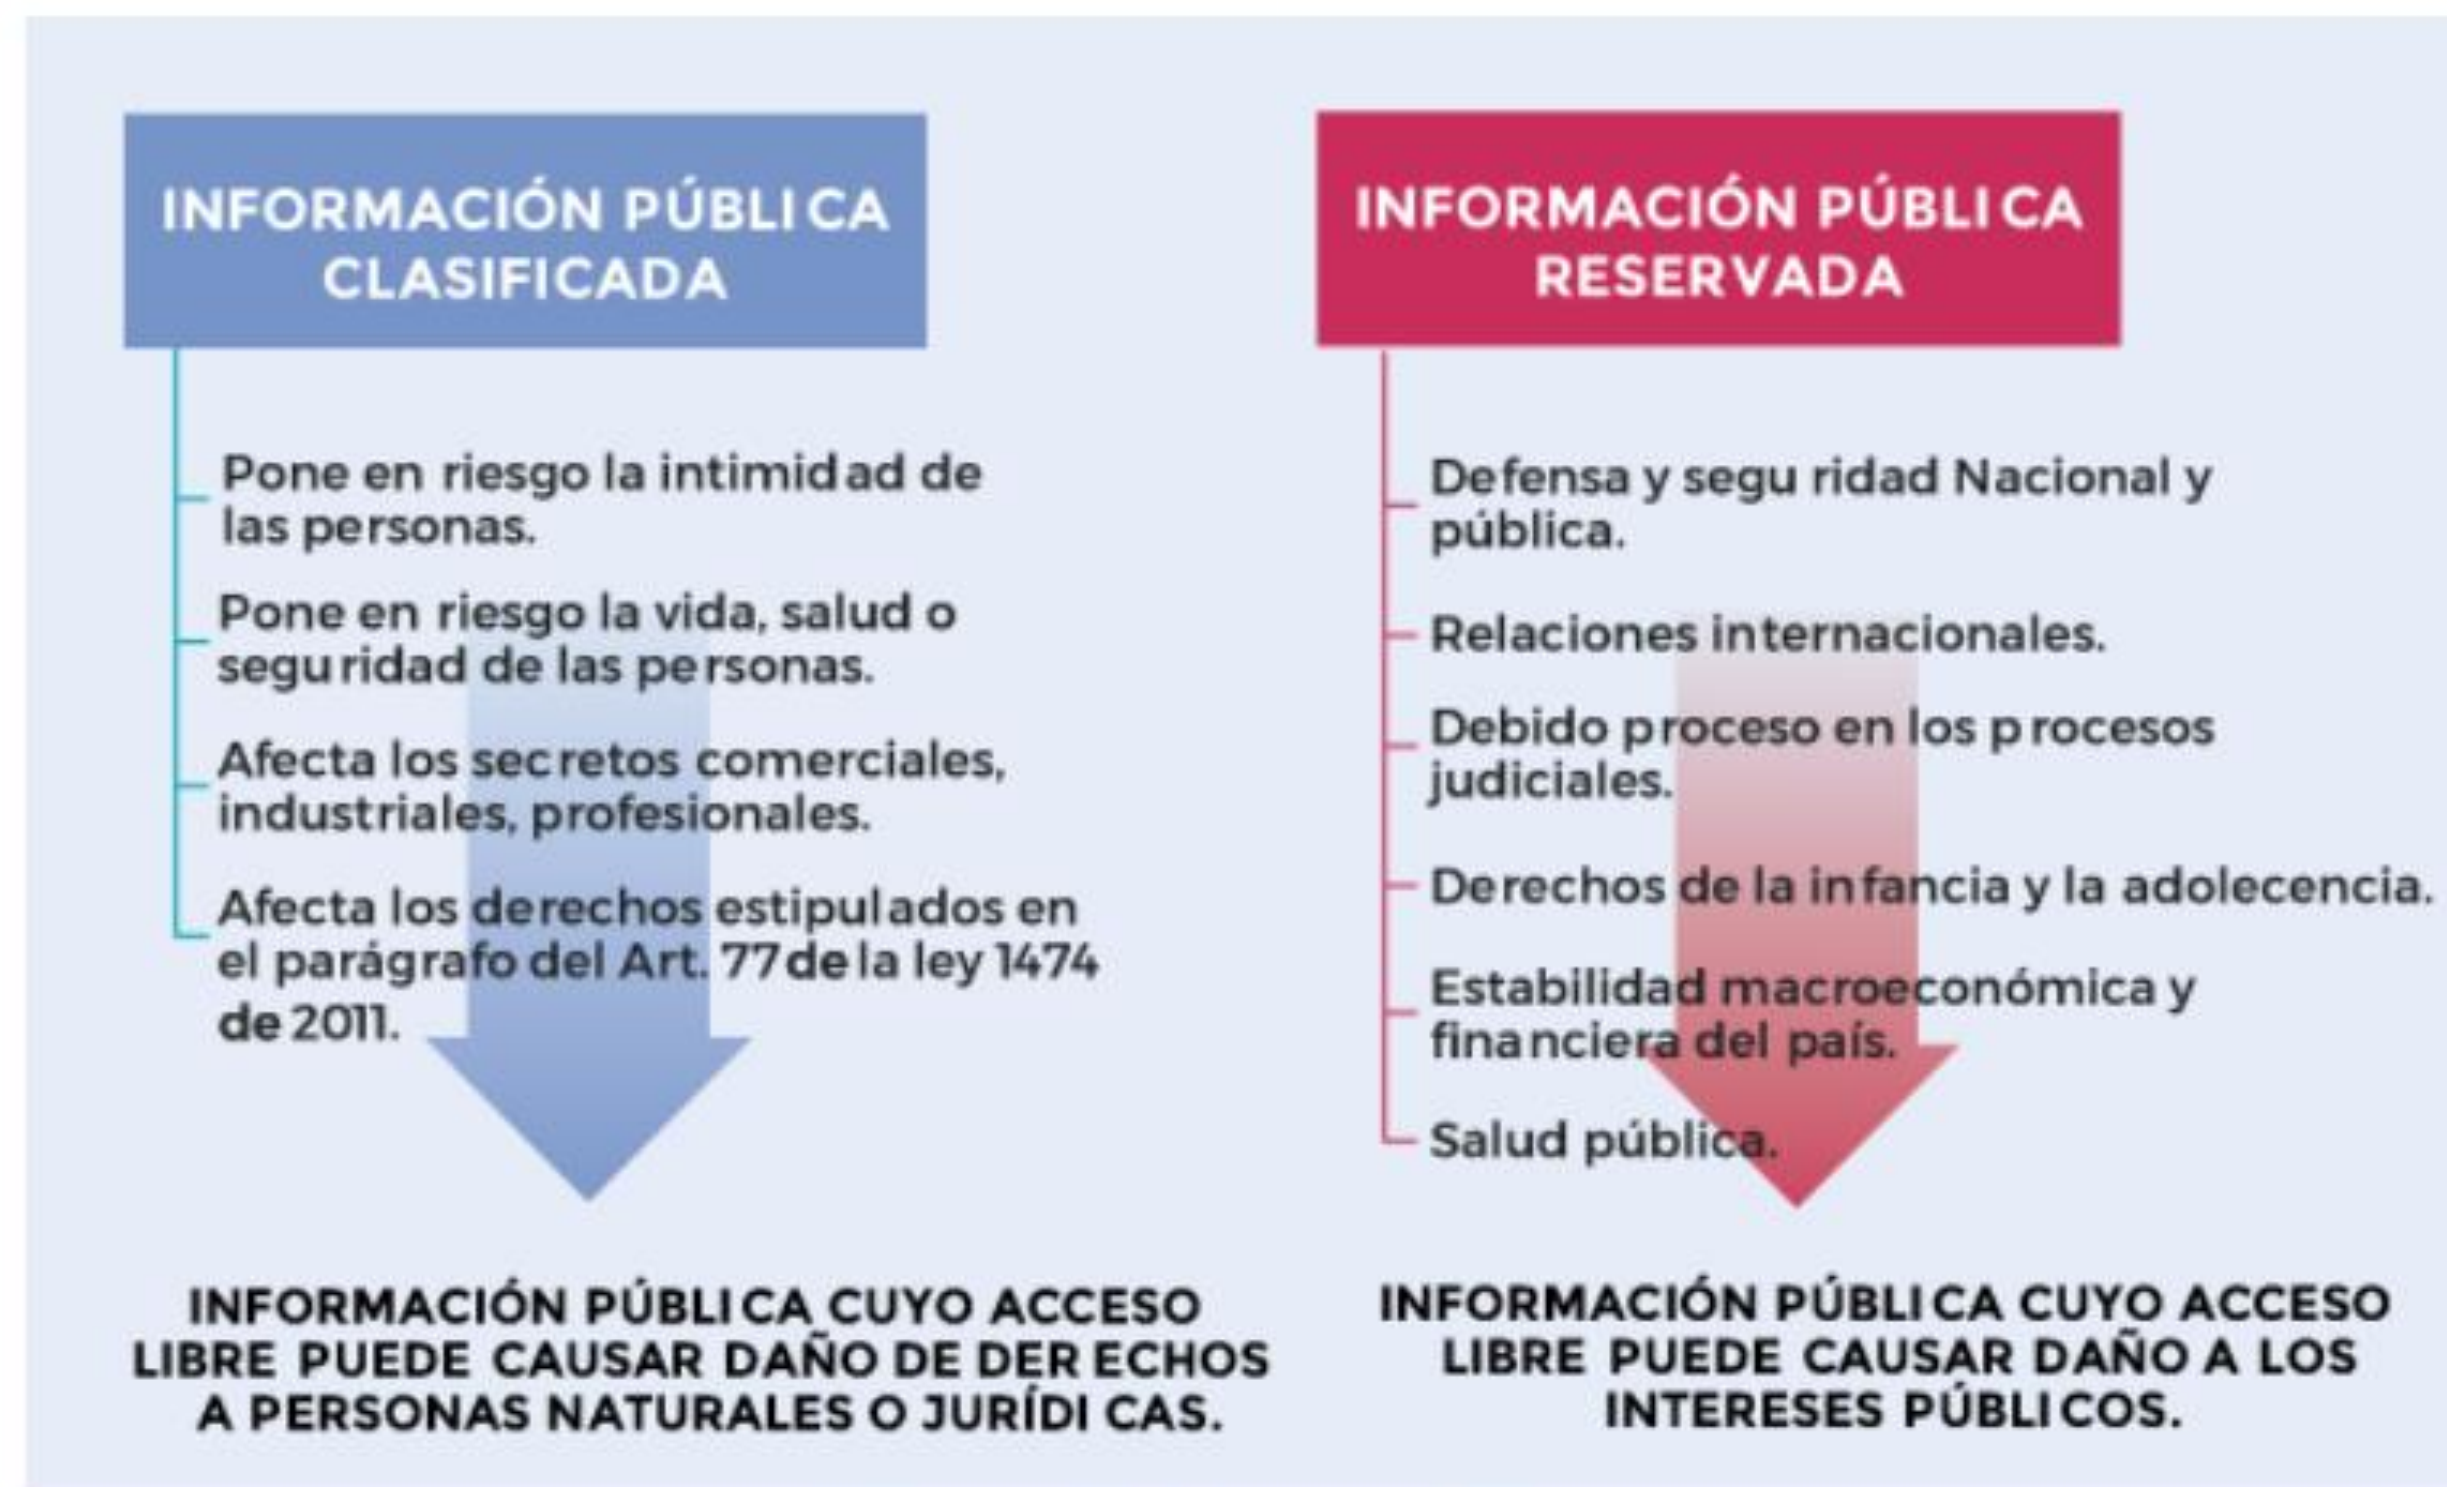 INFORMACIÓN PÚBLICA
CLASIFICADA
Pone en riesgo la intimidad de
las personas.
Pone en riesgo la vida, salud o
seguridad de las personas.
Afecta los secretos comerciales,
industriales, profesionales.
Afecta los derechos estipulados en
el parágrafo del Art. 77 de la ley 1474
de 2011.
INFORMACIÓN PÚBLICA CUYO ACCESO
LIBRE PUEDE CAUSAR DAÑO DE DERECHOS
A PERSONAS NATURALES O JURÍDICAS.
INFORMACIÓN PÚBLICA
RESERVADA
Defensa y seguridad Nacional y
pública.
Relaciones internacionales.
Debido proceso en los procesos
judiciales.
Derechos de la infancia y la adolecencia.
Estabilidad macroeconómica y
financiera del país.
Salud pública.
INFORMACIÓN PÚBLICA CUYO ACCESO
LIBRE PUEDE CAUSAR DAÑO A LOS
INTERESES PÚBLICOS.